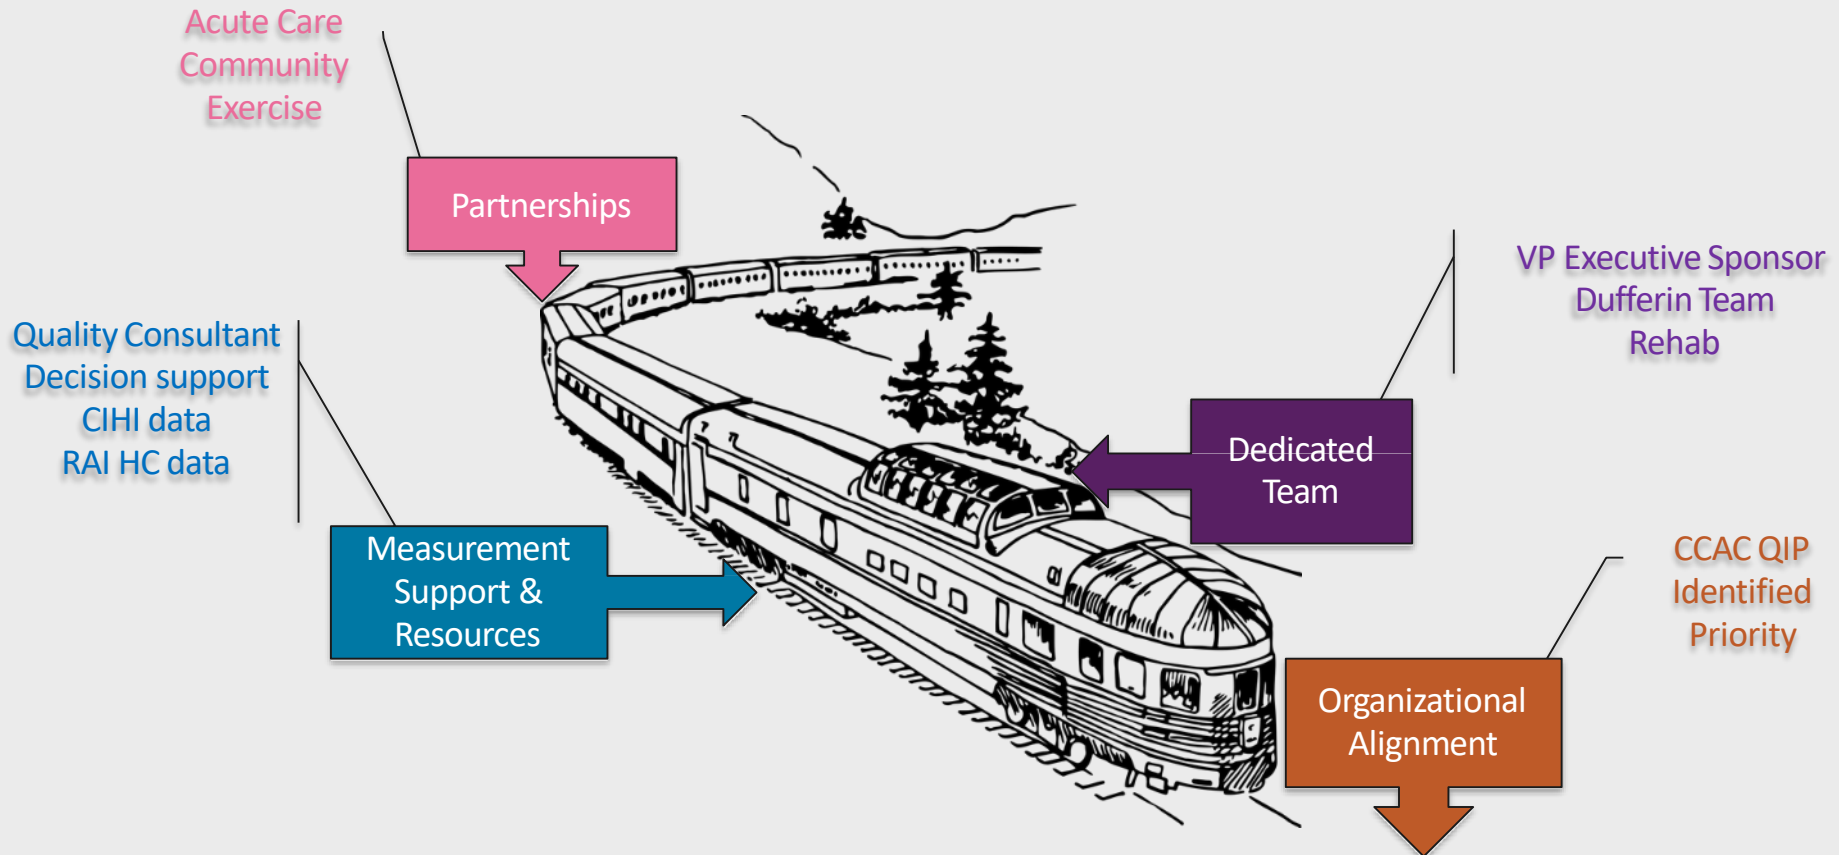 Acute Care
Community
Exercise
Partnerships
VP Executive Sponsor
Dufferin Team
Rehab
Quality Consultant
Decision support
CIHI data
RAI HC data
Dedicated
Team
Measurement
Support &
Resources
CCAC QIP
Identified
Priority
Organizational
Alignment